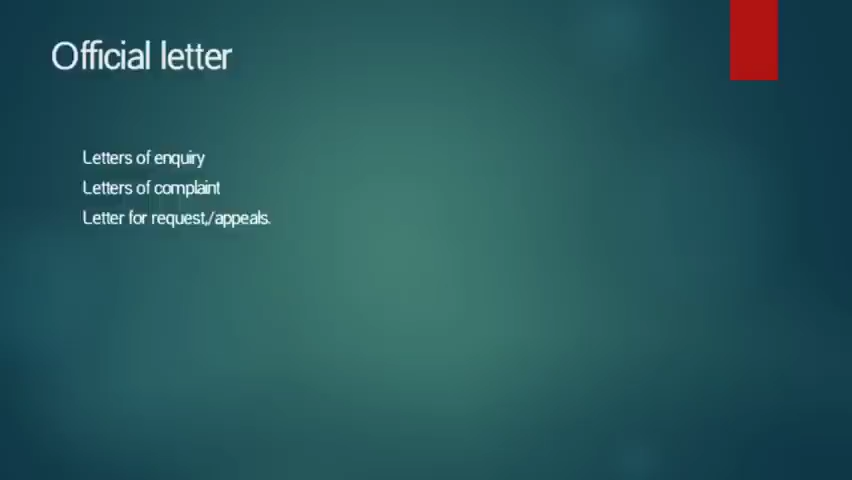 Official letter
Letters of enquiry
Letters of complaint
Letter for request,/appeals.